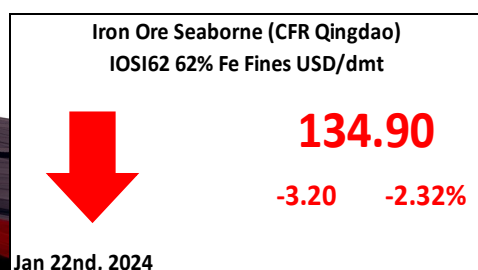 Iron Ore Seaborne (CFR Qingdao)
IOSI62 62% Fe Fines USD/dmt
134.90
-3.20 -2.32%
Jan 22nd, 2024